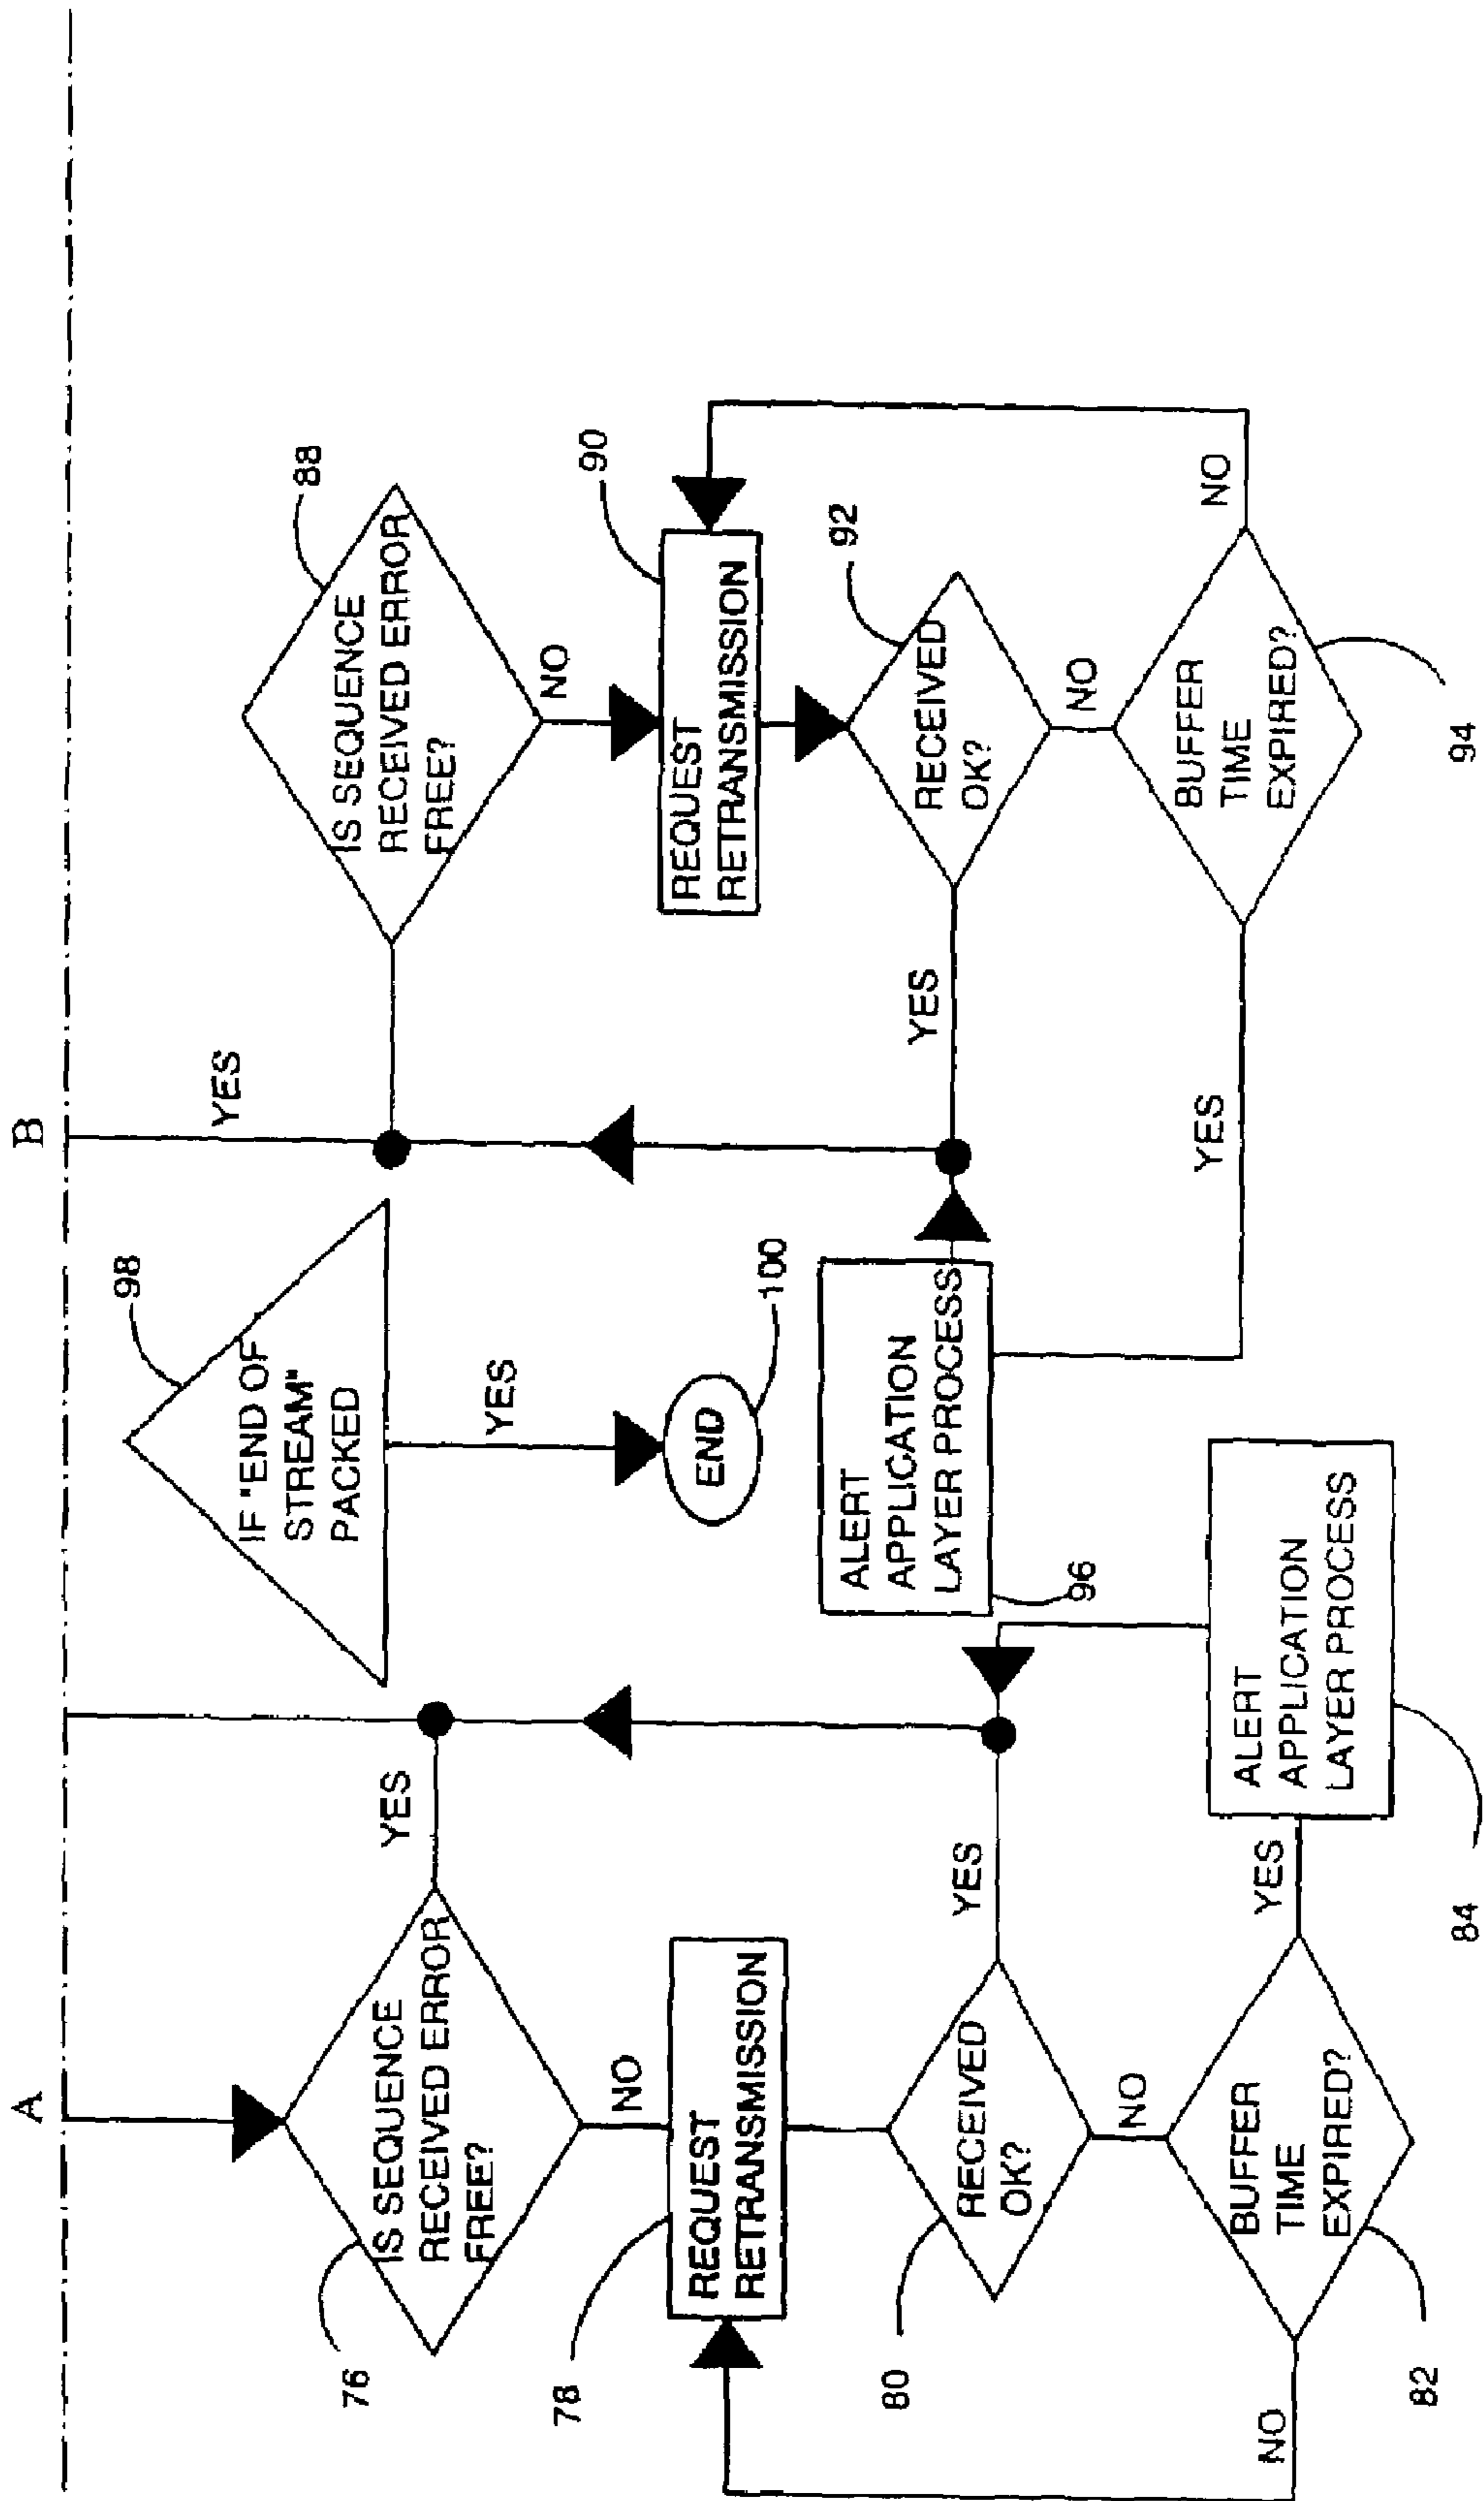 A
B
76
IS SEQUENCE
RECEIVED ERROR
FREE?
YES
NO
78
REQUEST
RETRANSMISSION
80
RECEIVED
OK?
YES
NO
82
BUFFER
TIME
EXPIRED?
NO
YES
84
ALERT
APPLICATION
LAYER PROCESS
98
IF "END OF
STREAM"
PACKED
YES
END
100
YES
88
IS SEQUENCE
RECEIVED ERROR
FREE?
NO
90
REQUEST
RETRANSMISSION
92
RECEIVED
OK?
YES
NO
94
BUFFER
TIME
EXPIRED?
NO
YES
96
ALERT
APPLICATION
LAYER PROCESS